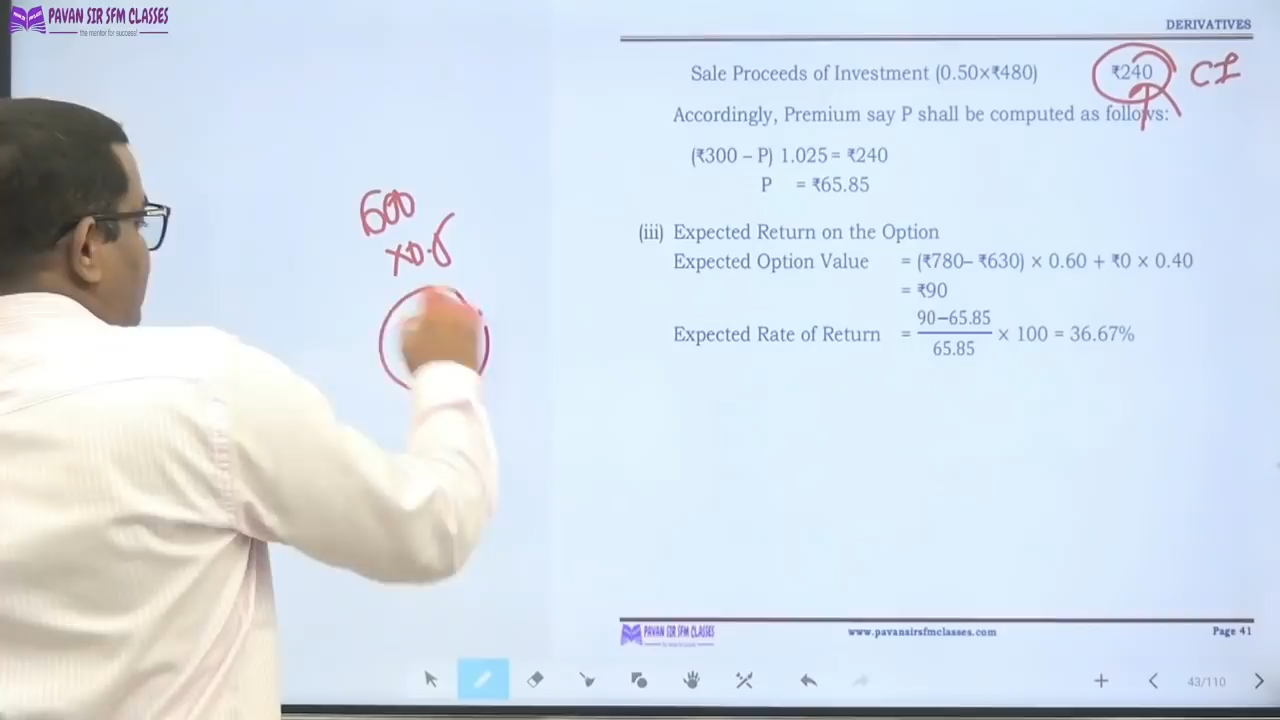 PAVAN SIR SFM CLASSES
the mentor for success!
DERIVATIVES
Sale Proceeds of Investment (0.50×₹480) ₹240 CI
Accordingly, Premium say P shall be computed as follows:
(₹300 – P) 1.025 = ₹240
P = ₹65.85
600
×0.5
(iii) Expected Return on the Option
Expected Option Value = (₹780– ₹630) × 0.60 + ₹0 × 0.40
= ₹90
Expected Rate of Return = 90–65.85
65.85
× 100 = 36.67%
PAVAN SIR SFM CLASSES
www.pavansirsfmclasses.com
Page 41
43/110